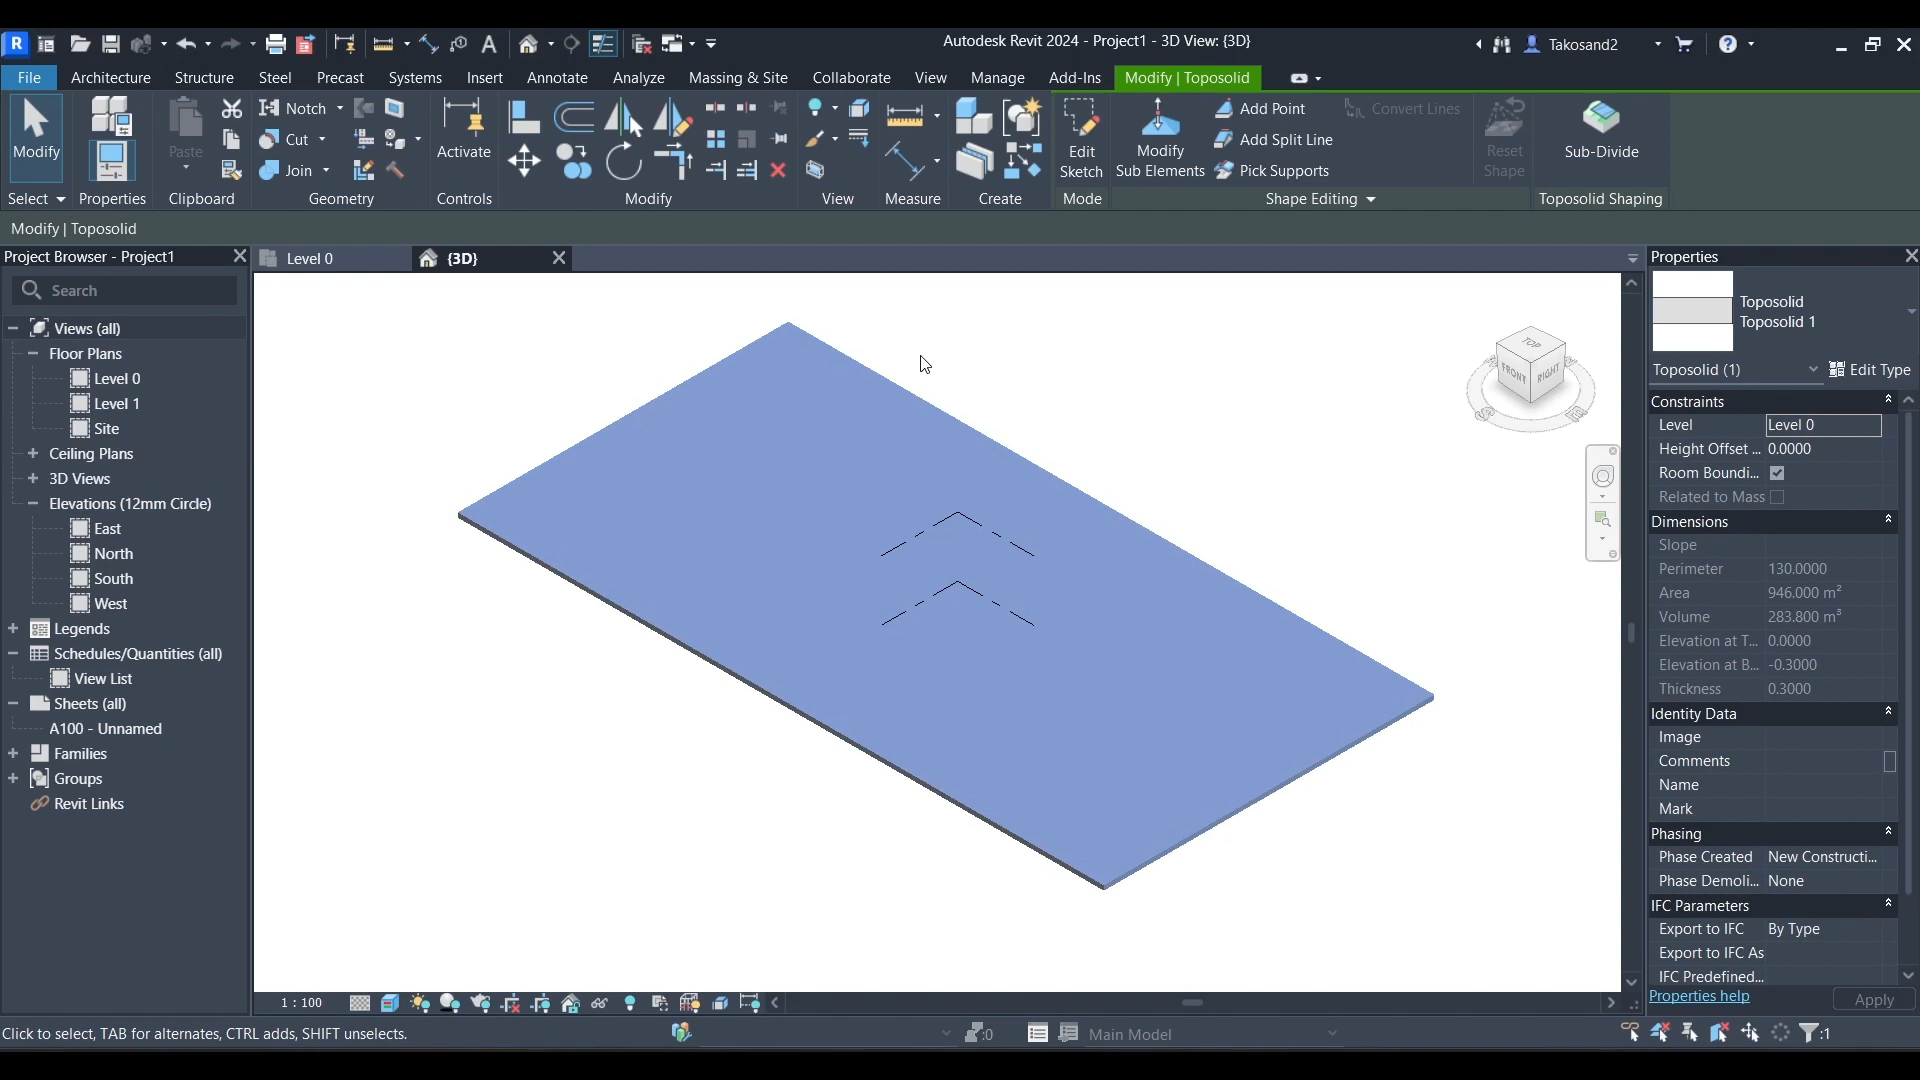 Autodesk Revit 2024 - Project1 - 3D View: {3D}
Takosand2
File Architecture Structure Steel Precast Systems Insert Annotate Analyze Massing & Site Collaborate View Manage Add-Ins Modify | Toposolid
Modify
Paste
Notch
Cut
Join
Activate
Edit
Sketch
Modify
Sub Elements
Add Point
Add Split Line
Pick Supports
Convert Lines
Reset
Shape
Sub-Divide
Select Properties Clipboard Geometry Controls Modify View Measure Create Mode Shape Editing Toposolid Shaping
Modify | Toposolid
Project Browser - Project1
Search
Views (all)
Floor Plans
Level 0
Level 1
Site
Ceiling Plans
3D Views
Elevations (12mm Circle)
East
North
South
West
Legends
Schedules/Quantities (all)
View List
Sheets (all)
A100 - Unnamed
Families
Groups
Revit Links
Level 0
{3D}
TOP
FRONT
RIGHT
S
E
Properties
Toposolid
Toposolid 1
Toposolid (1)
Edit Type
Constraints
Level Level 0
Height Offset ... 0.0000
Room Boundi...
Related to Mass
Dimensions
Slope
Perimeter 130.0000
Area 946.000 m²
Volume 283.800 m³
Elevation at T... 0.0000
Elevation at B... -0.3000
Thickness 0.3000
Identity Data
Image
Comments
Name
Mark
Phasing
Phase Created New Constructi...
Phase Demoli... None
IFC Parameters
Export to IFC By Type
Export to IFC As
IFC Predefined...
Properties help
Apply
1 : 100
Click to select, TAB for alternates, CTRL adds, SHIFT unselects.
:0
Main Model
:1